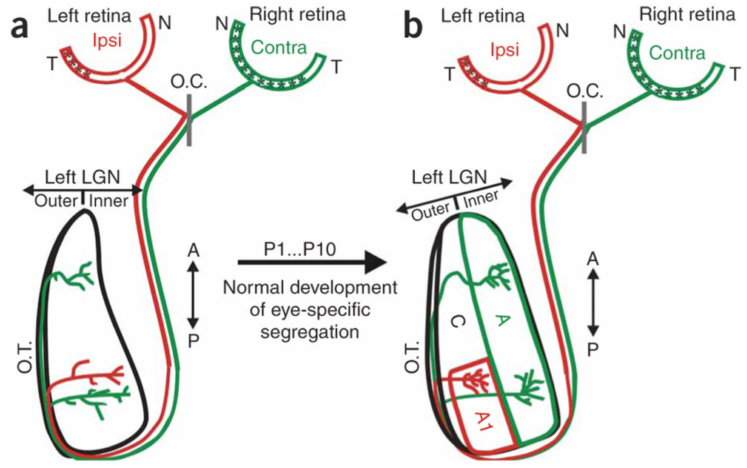 a
Left retina
Ipsi
N
T
Right retina
N
Contra
T
O.C.
Left LGN
Outer
Inner
A
P
O.T.
P1...P10
Normal development
of eye-specific
segregation
b
Left retina
Ipsi
N
T
Right retina
N
Contra
T
O.C.
Left LGN
Outer
Inner
A
P
O.T.
C
A
A1